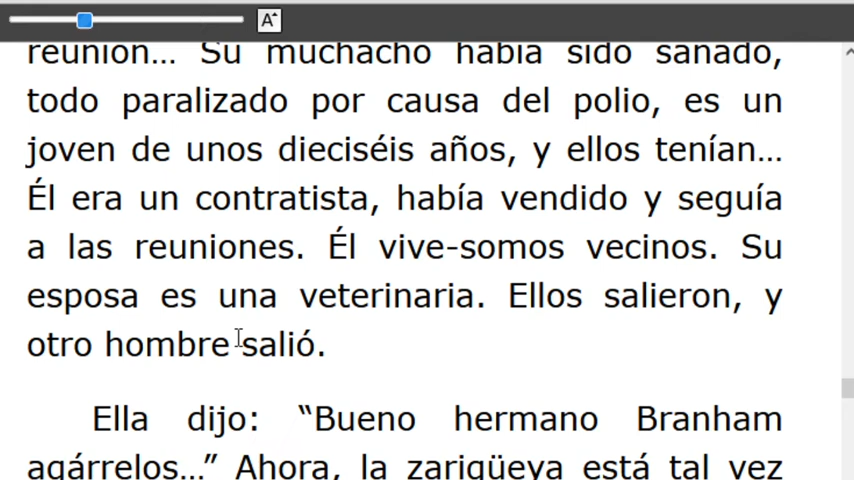 A
reunión... Su muchacho había sido sanado,
todo paralizado por causa del polio, es un
joven de unos dieciséis años, y ellos tenían...
Él era un contratista, había vendido y seguía
a las reuniones. Él vive-somos vecinos. Su
esposa es una veterinaria. Ellos salieron, y
otro hombre salió.
Ella dijo: “Bueno hermano Branham
agárrelos...” Ahora, la zarigüeya está tal vez